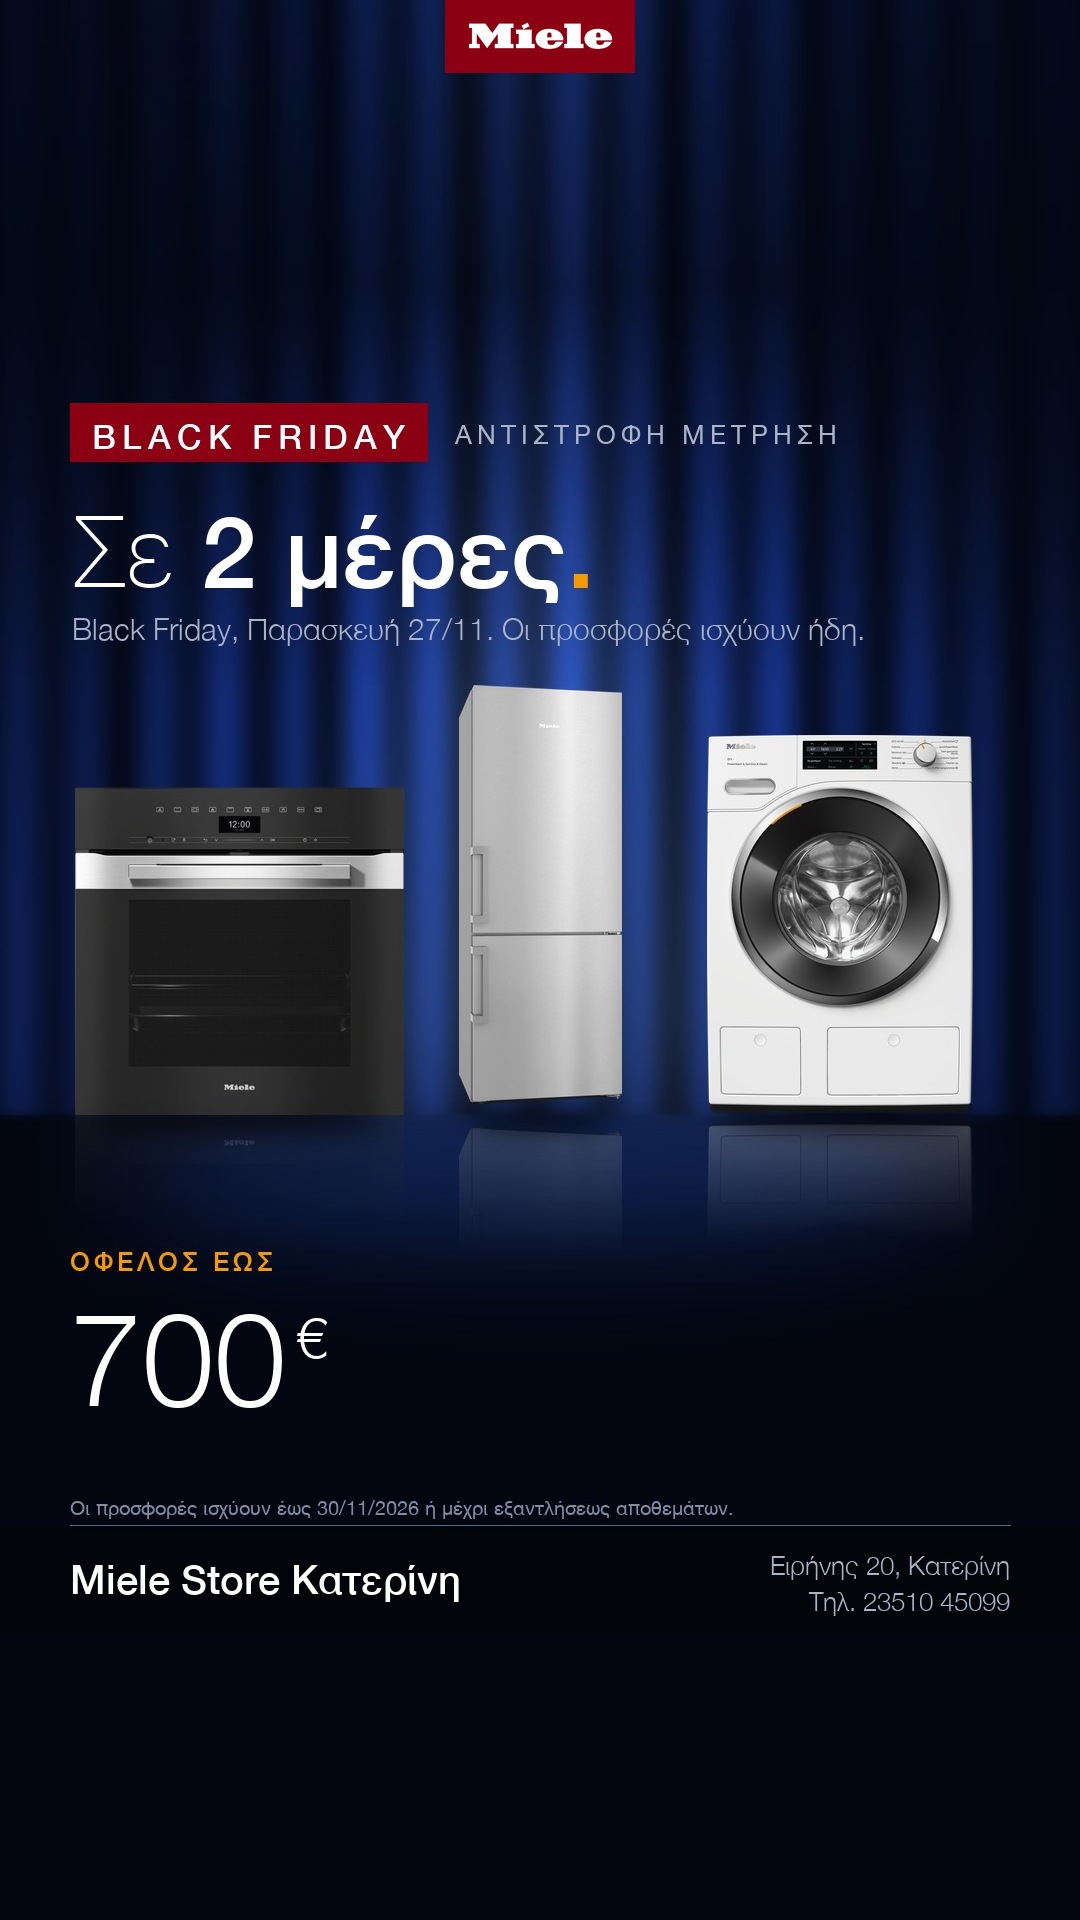 Miele
BLACK FRIDAY ΑΝΤΙΣΤΡΟΦΗ ΜΕΤΡΗΣΗ
Σε 2 μέρες.
Black Friday, Παρασκευή 27/11. Οι προσφορές ισχύουν ήδη.
Miele
Miele
12:00
Miele
ΟΦΕΛΟΣ ΕΩΣ
700 €
Οι προσφορές ισχύουν έως 30/11/2026 ή μέχρι εξαντλήσεως αποθεμάτων.
Miele Store Κατερίνη
Ειρήνης 20, Κατερίνη
Τηλ. 23510 45099